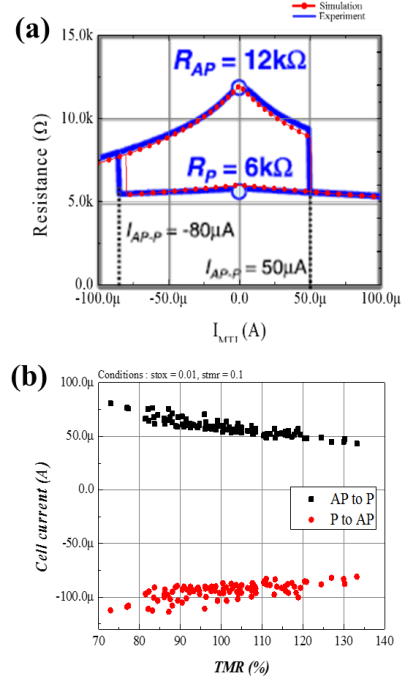 Simulation
Experiment
(a)
15.0k
10.0k
5.0k
0.0
Resistance (Ω)
R_AP = 12kΩ
R_P = 6kΩ
I_AP-P = -80μA
I_AP-P = 50μA
-100.0μ -50.0μ 0.0 50.0μ 100.0μ
I_MTJ (A)
(b)
Conditions : stox = 0.01, stmr = 0.1
100.0μ
50.0μ
0.0
-50.0μ
-100.0μ
Cell current (A)
AP to P
P to AP
70 80 90 100 110 120 130 140
TMR (%)